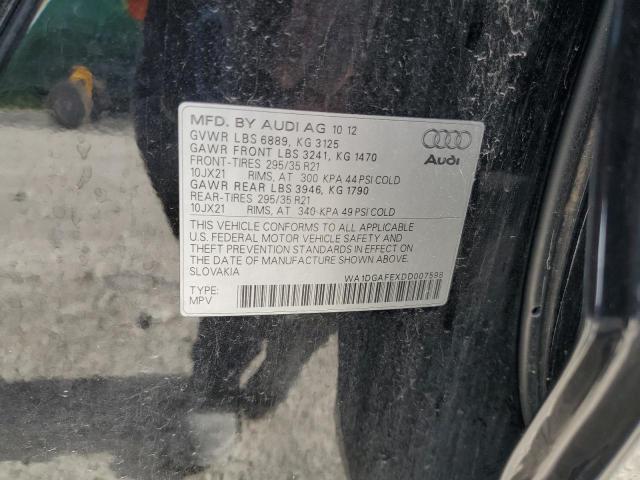 MFD. BY AUDI AG 10 12
GVWR LBS 6889, KG 3125
GAWR FRONT LBS 3241, KG 1470
FRONT-TIRES 295/35 R21
10JX21 RIMS, AT 300 KPA 44 PSI COLD
GAWR REAR LBS 3946, KG 1790
REAR-TIRES 295/35 R21
10JX21 RIMS, AT 340-KPA 49 PSI COLD
Audi
THIS VEHICLE CONFORMS TO ALL APPLICABLE
U.S. FEDERAL MOTOR VEHICLE SAFETY AND
THEFT PREVENTION STANDARDS IN EFFECT ON
THE DATE OF MANUFACTURE SHOWN ABOVE.
SLOVAKIA
WA1DGAFEXDD007598
TYPE:
MPV